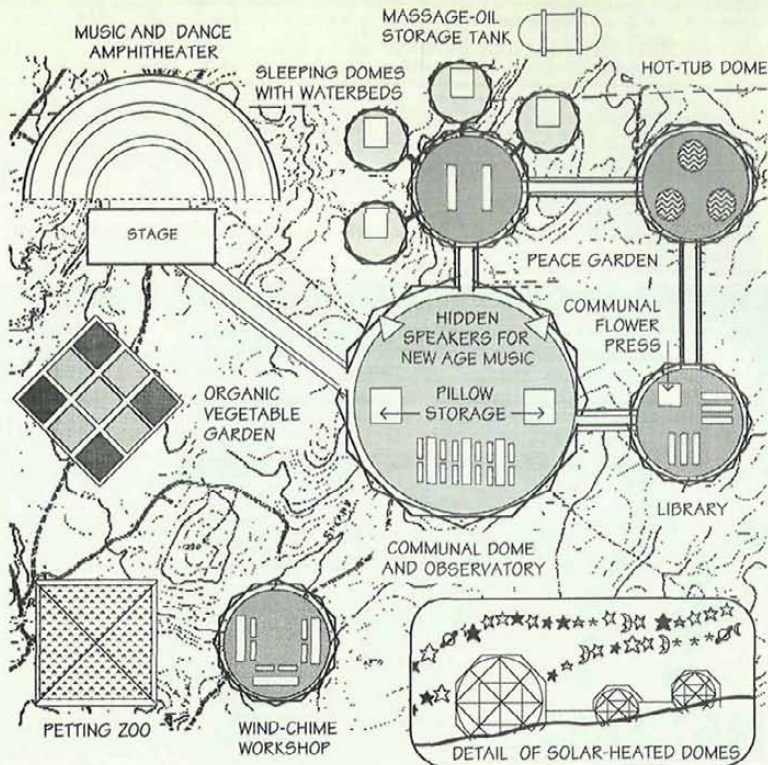 MUSIC AND DANCE
AMPHITHEATER
MASSAGE-OIL
STORAGE TANK
SLEEPING DOMES
WITH WATERBEDS
HOT-TUB DOME
STAGE
PEACE GARDEN
COMMUNAL
FLOWER
PRESS
HIDDEN
SPEAKERS FOR
NEW AGE MUSIC
PILLOW
STORAGE
ORGANIC
VEGETABLE
GARDEN
LIBRARY
COMMUNAL DOME
AND OBSERVATORY
PETTING ZOO
WIND-CHIME
WORKSHOP
DETAIL OF SOLAR-HEATED DOMES